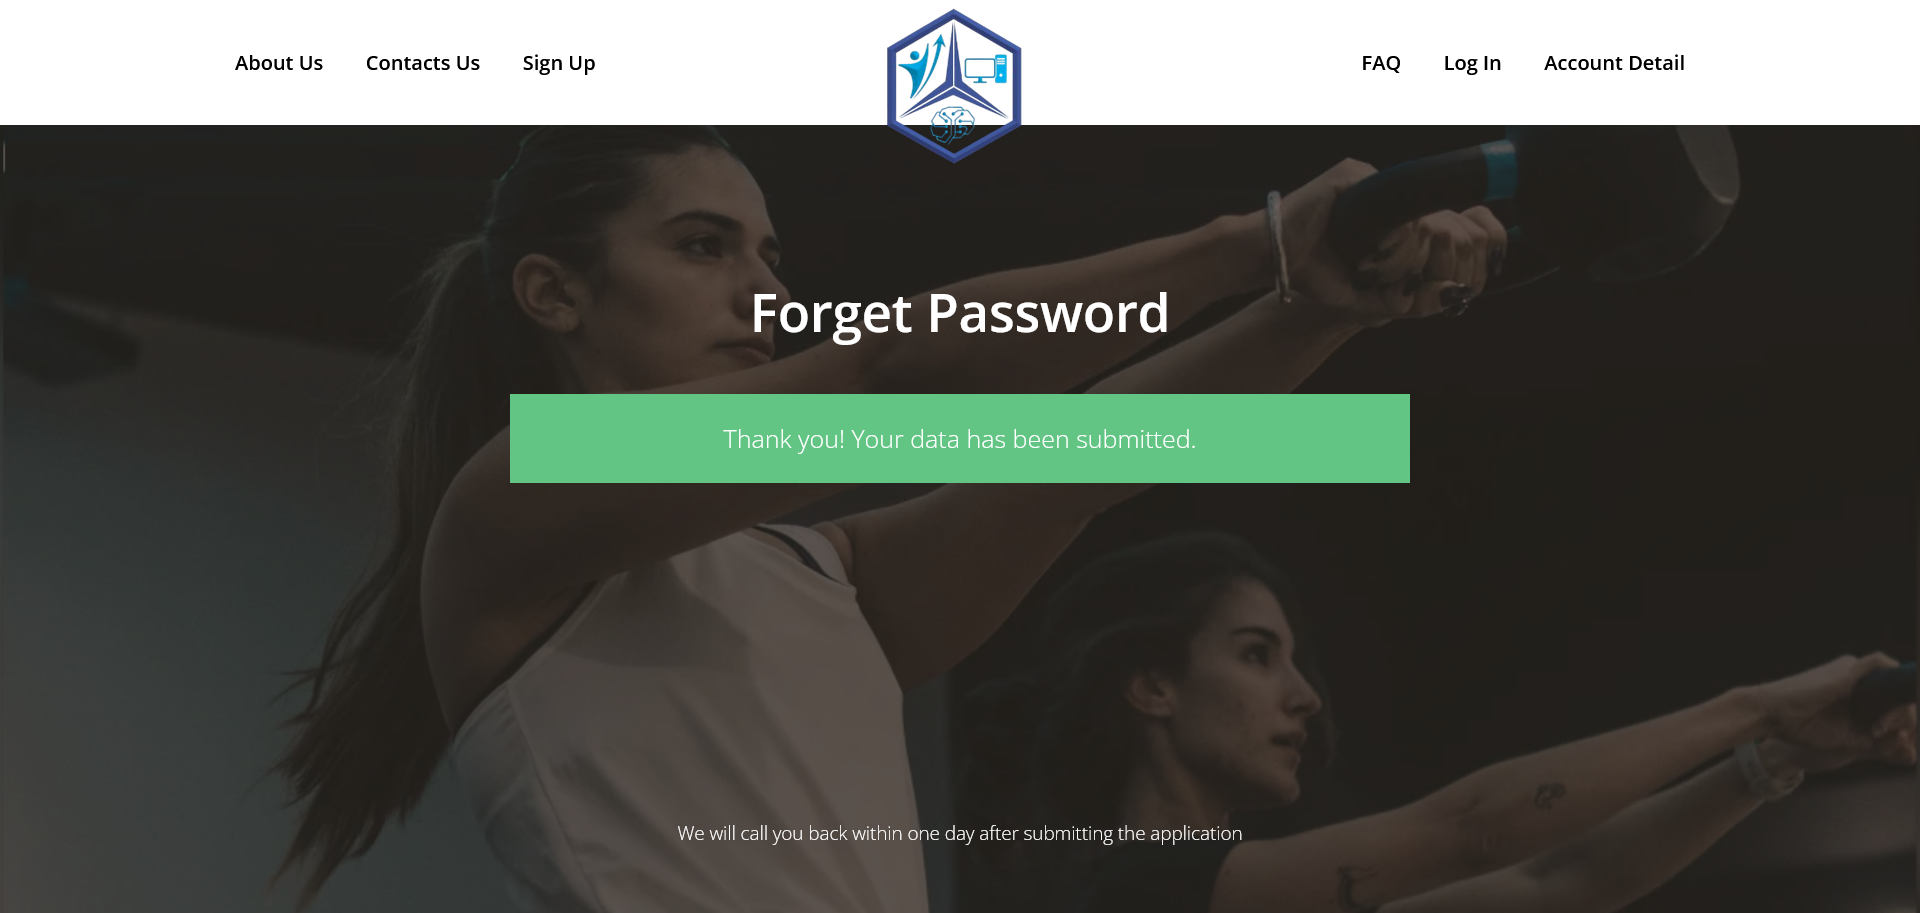 About Us
Contacts Us
Sign Up
FAQ
Log In
Account Detail
Forget Password
Thank you! Your data has been submitted.
We will call you back within one day after submitting the application